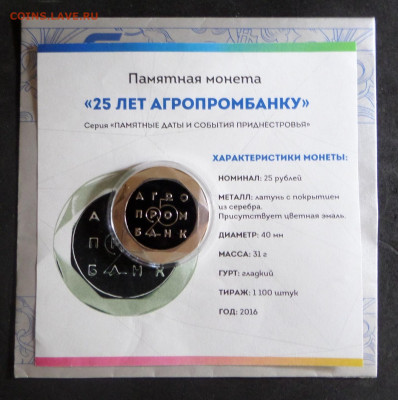 COINS.LAVE.RU
Памятная монета
«25 ЛЕТ АГРОПРОМБАНКУ»
Серия «ПАМЯТНЫЕ ДАТЫ И СОБЫТИЯ ПРИДНЕСТРОВЬЯ»
ХАРАКТЕРИСТИКИ МОНЕТЫ:
НОМИНАЛ: 25 рублей
МЕТАЛЛ: латунь с покрытием
из серебра.
Присутствует цветная эмаль.
ДИАМЕТР: 40 мм
МАССА: 31 г
ГУРТ: гладкий
ТИРАЖ: 1 100 штук
ГОД: 2016
АГРО
ПРОМ
БАНК
А
П
БАНК